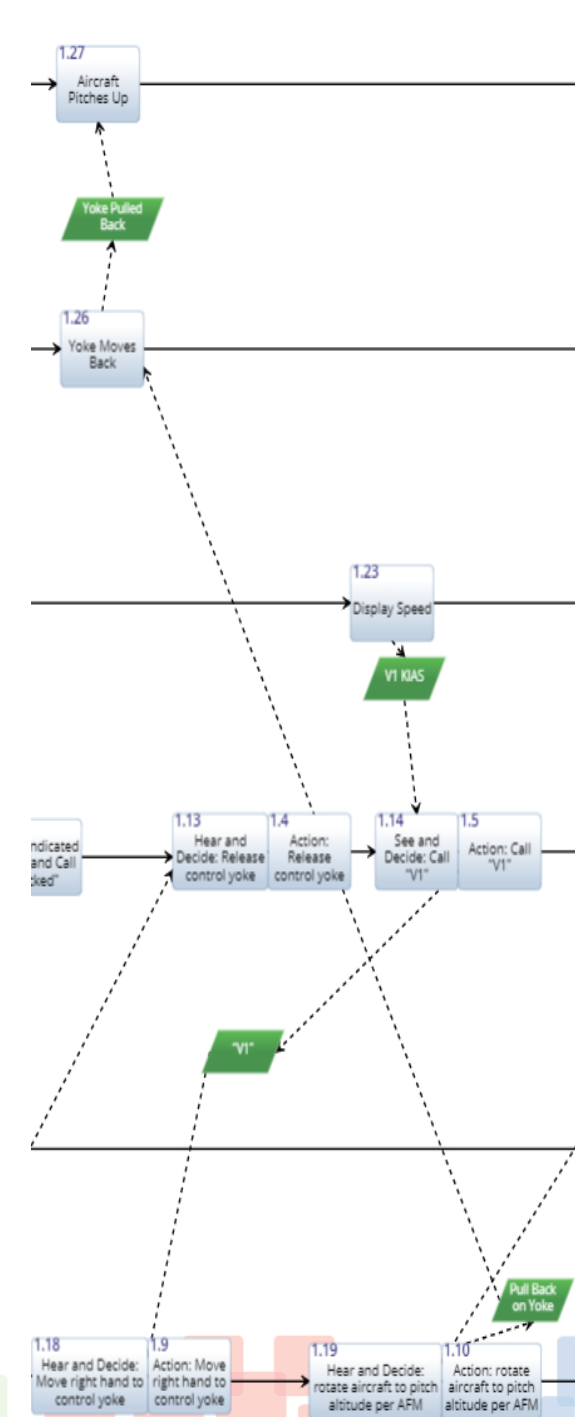 1.27
Aircraft
Pitches Up
Yoke Pulled
Back
1.26
Yoke Moves
Back
1.23
Display Speed
V1 KIAS
ndicated
and Call
cked"
1.13
Hear and
Decide: Release
control yoke
1.4
Action:
Release
control yoke
1.14
See and
Decide: Call
"V1"
1.5
Action: Call
"V1"
"V1"
Pull Back
on Yoke
1.18
Hear and Decide:
Move right hand to
control yoke
1.9
Action: Move
right hand to
control yoke
1.19
Hear and Decide:
rotate aircraft to pitch
altitude per AFM
1.10
Action: rotate
aircraft to pitch
altitude per AFM